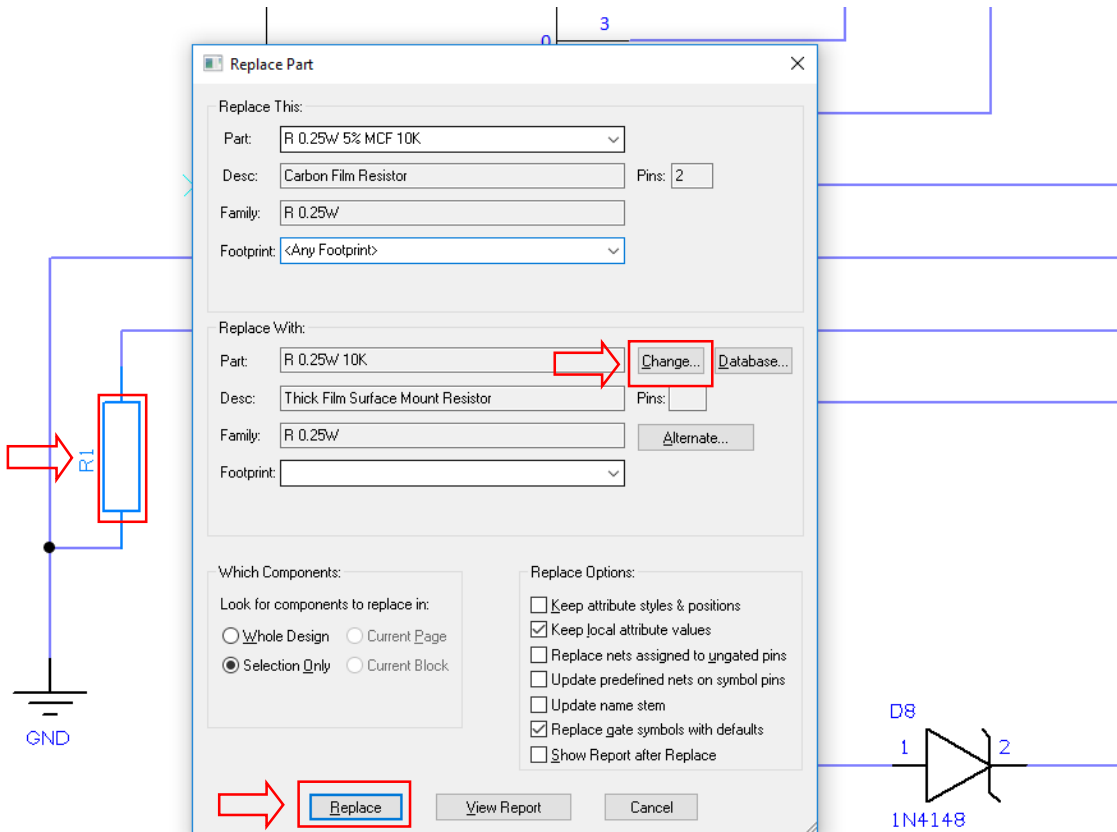 3
0
Replace Part
Replace This:
Part: R 0.25W 5% MCF 10K
Desc: Carbon Film Resistor Pins: 2
Family: R 0.25W
Footprint: <Any Footprint>
Replace With:
Part: R 0.25W 10K Change... Database...
Desc: Thick Film Surface Mount Resistor Pins:
Family: R 0.25W Alternate...
Footprint:
R1
GND
Which Components:
Look for components to replace in:
Whole Design Current Page
Selection Only Current Block
Replace Options:
Keep attribute styles & positions
Keep local attribute values
Replace nets assigned to ungated pins
Update predefined nets on symbol pins
Update name stem
Replace gate symbols with defaults
Show Report after Replace
Replace View Report Cancel
D8
1 2
1N4148